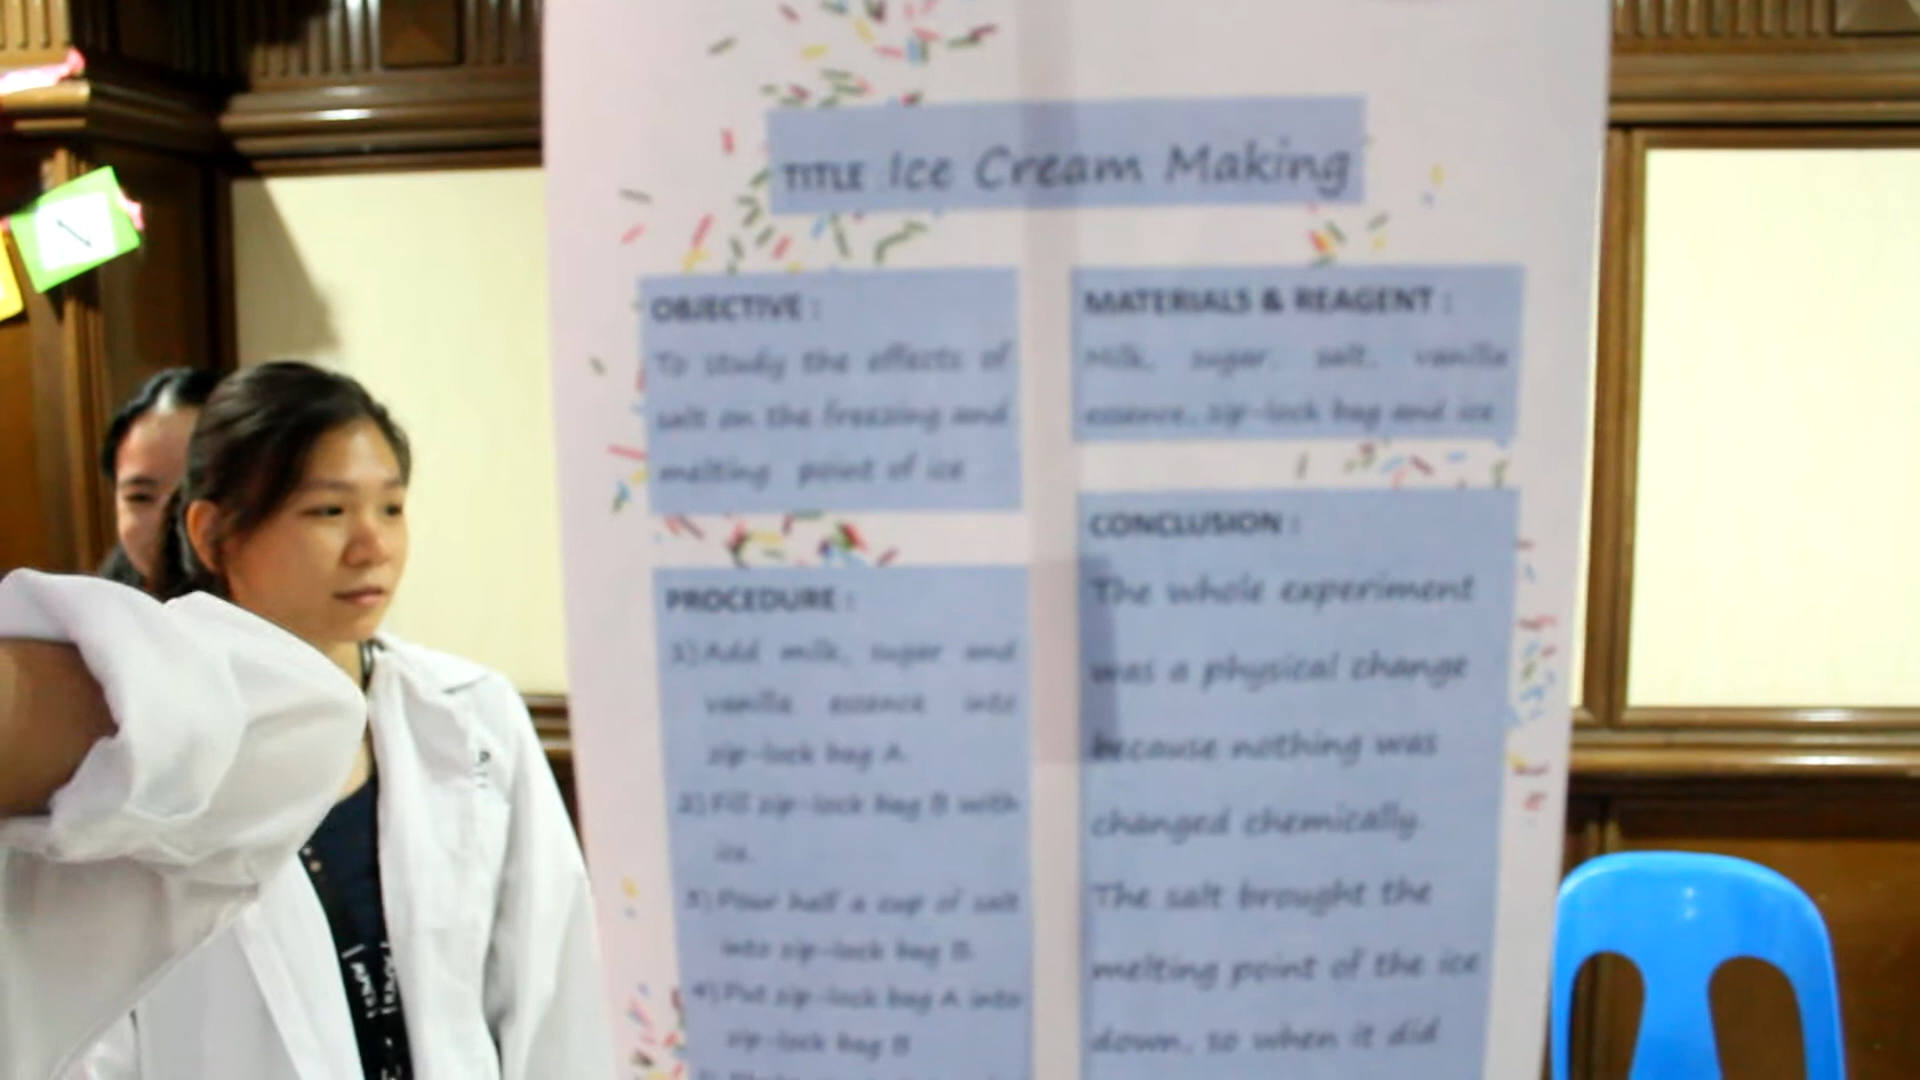 TITLE Ice Cream Making
OBJECTIVE :
To study the effects of
salt on the freezing and
melting point of ice
MATERIALS & REAGENT :
Milk, sugar, salt, vanilla
essence, zip-lock bag and ice
PROCEDURE :
1) Add milk, sugar and
vanilla essence into
zip-lock bag A.
2) Fill zip-lock bag B with
ice.
3) Pour half a cup of salt
into zip-lock bag B.
4) Put zip-lock bag A into
zip-lock bag B
CONCLUSION :
The whole experiment
was a physical change
because nothing was
changed chemically.
The salt brought the
melting point of the ice
down, so when it did